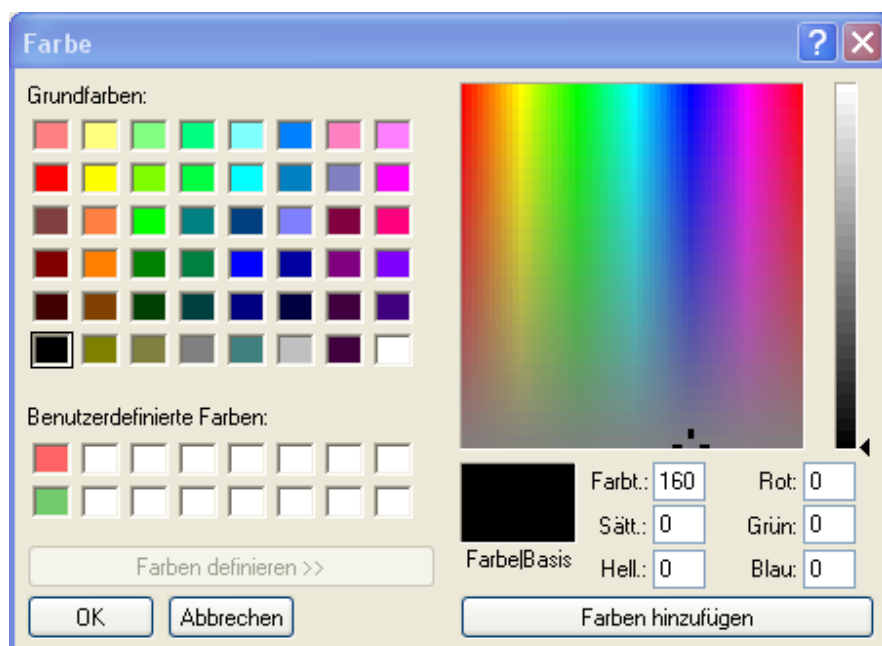 Farbe
Grundfarben:
Benutzerdefinierte Farben:
Farben definieren >>
OK
Abbrechen
Farbe|Basis
Farbt.: 160
Sätt.: 0
Hell.: 0
Rot: 0
Grün: 0
Blau: 0
Farben hinzufügen